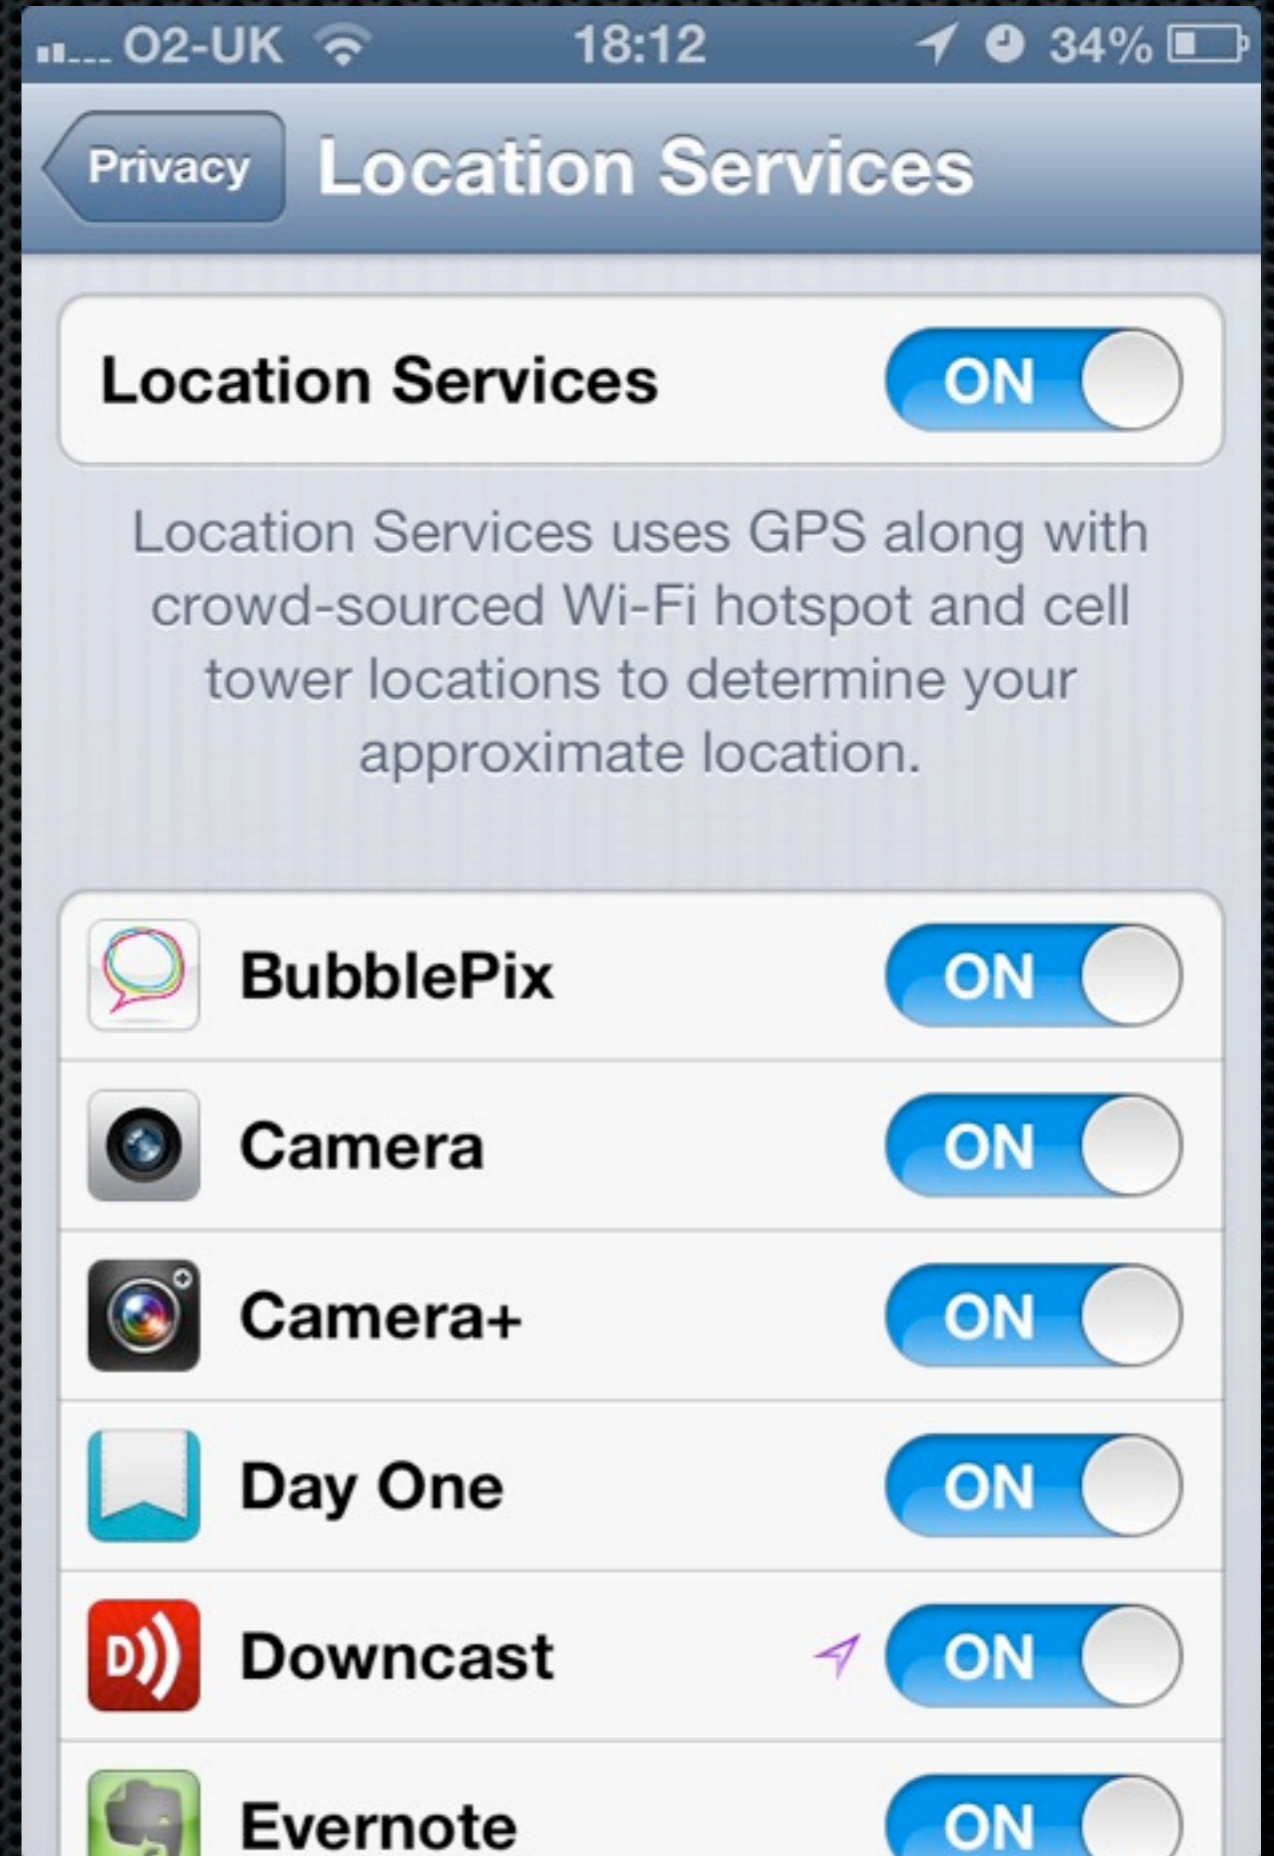 O2-UK 18:12 34%
Privacy Location Services
Location Services ON
Location Services uses GPS along with
crowd-sourced Wi-Fi hotspot and cell
tower locations to determine your
approximate location.
BubblePix ON
Camera ON
Camera+ ON
Day One ON
D Downcast ON
Evernote ON